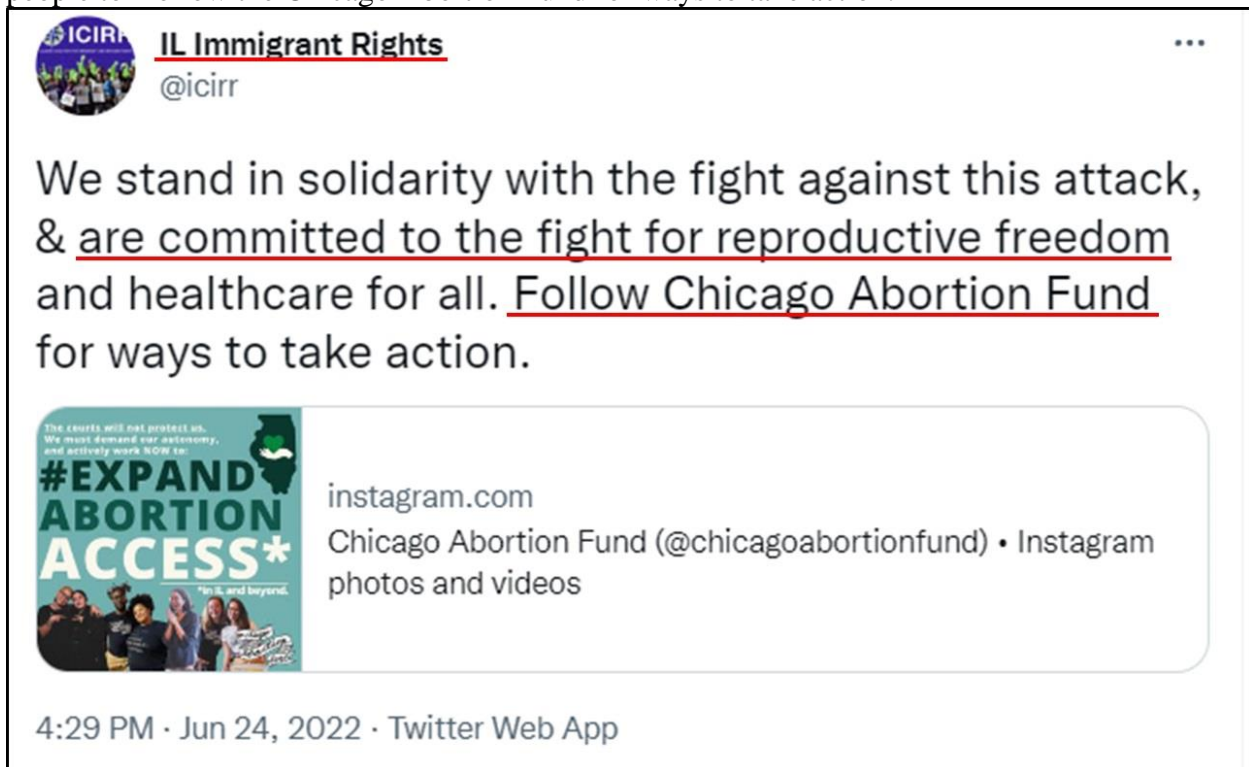 ICIRR
IL Immigrant Rights
@icirr
We stand in solidarity with the fight against this attack,
& are committed to the fight for reproductive freedom
and healthcare for all. Follow Chicago Abortion Fund
for ways to take action.
The courts will not protect us.
We must demand our autonomy,
and actively work NOW to:
#EXPAND
ABORTION
ACCESS*
*in IL and beyond.
instagram.com
Chicago Abortion Fund (@chicagoabortionfund) • Instagram
photos and videos
4:29 PM · Jun 24, 2022 · Twitter Web App